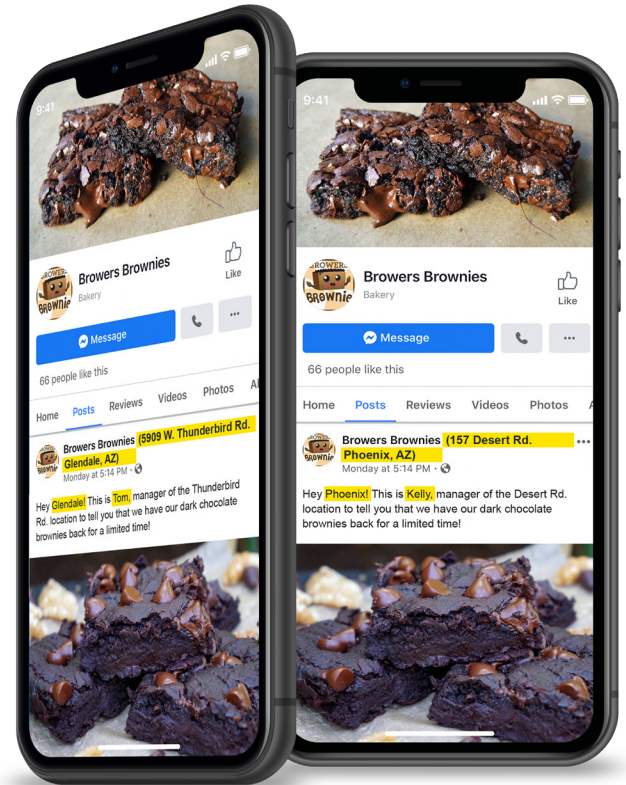 9:41
BROWERS
BROWNie
Browers Brownies
Bakery
Like
Message
66 people like this
Home Posts Reviews Videos Photos
Browers Brownies (5909 W. Thunderbird Rd.
Glendale, AZ)
Monday at 5:14 PM ·
Hey Glendale! This is Tom, manager of the Thunderbird
Rd. location to tell you that we have our dark chocolate
brownies back for a limited time!
9:41
BROWERS
BROWNie
Browers Brownies
Bakery
Like
Message
66 people like this
Home Posts Reviews Videos Photos
Browers Brownies (157 Desert Rd.
Phoenix, AZ)
Monday at 5:14 PM ·
Hey Phoenix! This is Kelly, manager of the Desert Rd.
location to tell you that we have our dark chocolate
brownies back for a limited time!